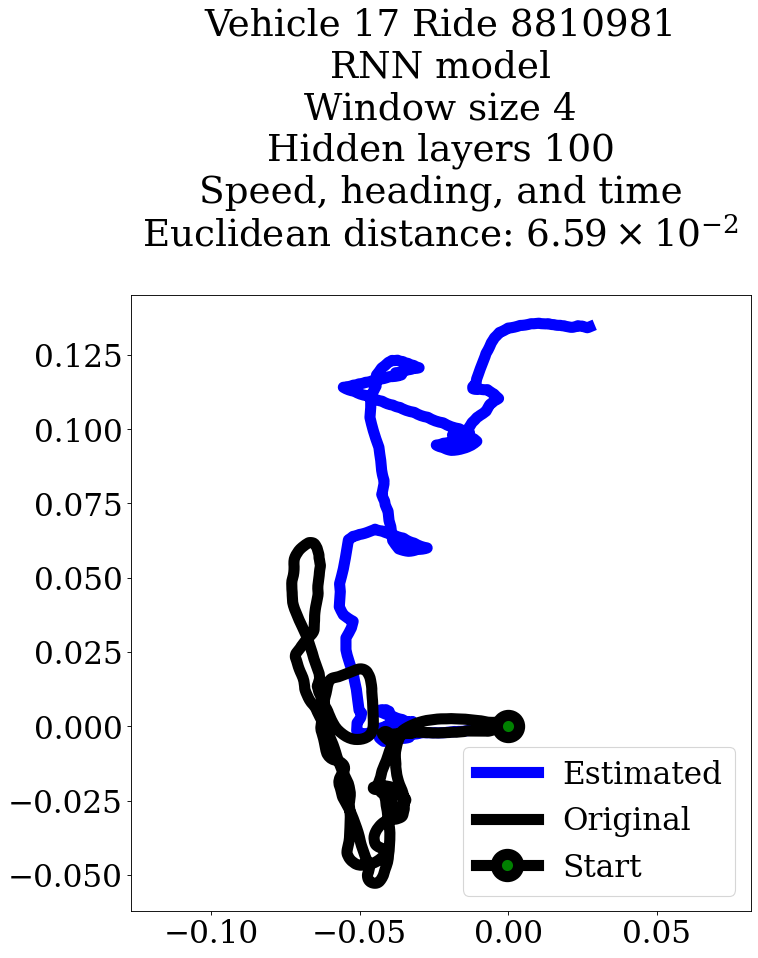 Vehicle 17 Ride 8810981
RNN model
Window size 4
Hidden layers 100
Speed, heading, and time
Euclidean distance: 6.59 × 10⁻²
0.125
0.100
0.075
0.050
0.025
0.000
−0.025
−0.050
Estimated
Original
Start
−0.10 −0.05 0.00 0.05